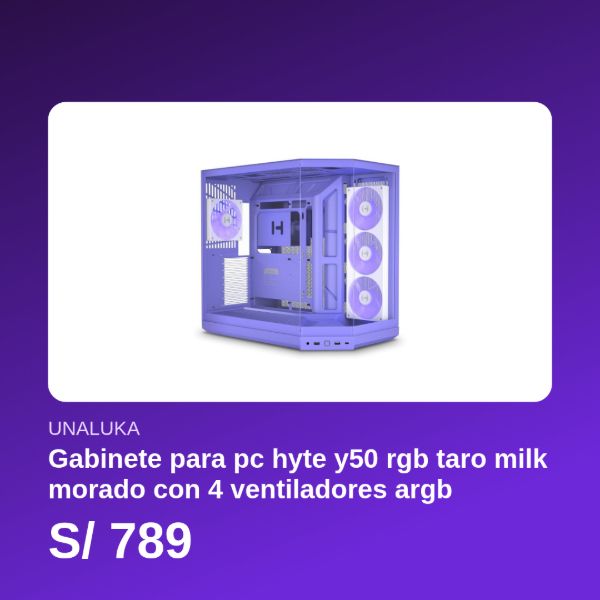 UNALUKA
Gabinete para pc hyte y50 rgb taro milk
morado con 4 ventiladores argb
S/ 789